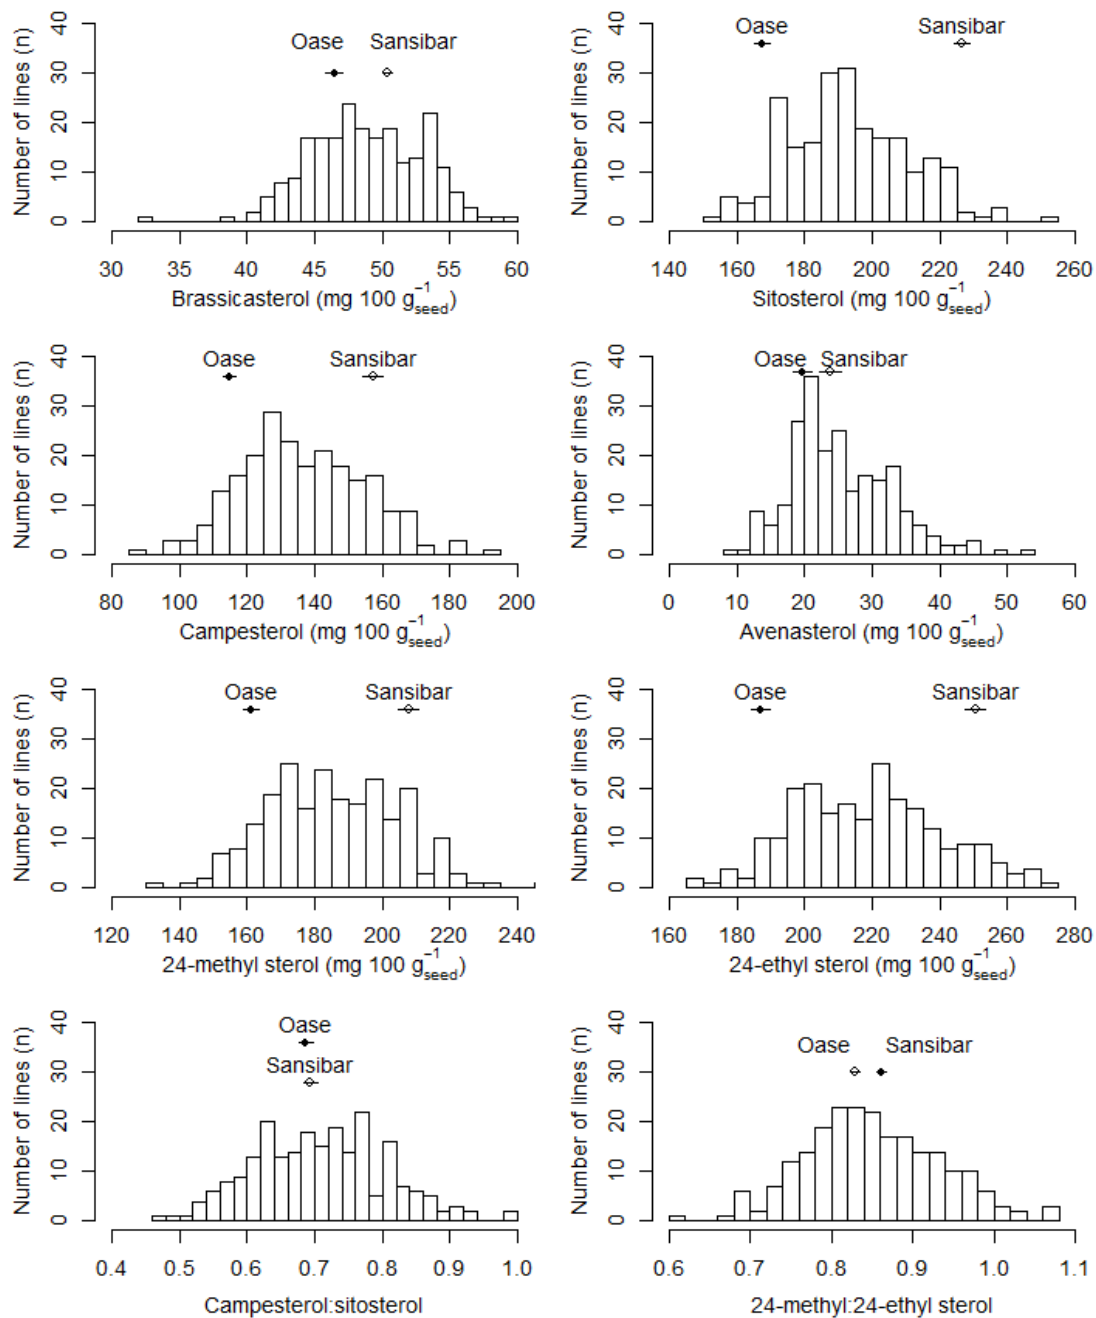 Number of lines (n)
40
30
20
10
0
Oase Sansibar
30 35 40 45 50 55 60
Brassicasterol (mg 100 g⁻¹seed)
Number of lines (n)
40
30
20
10
0
Oase Sansibar
140 160 180 200 220 240 260
Sitosterol (mg 100 g⁻¹seed)
Number of lines (n)
40
30
20
10
0
Oase Sansibar
80 100 120 140 160 180 200
Campesterol (mg 100 g⁻¹seed)
Number of lines (n)
40
30
20
10
0
Oase Sansibar
0 10 20 30 40 50 60
Avenasterol (mg 100 g⁻¹seed)
Number of lines (n)
40
30
20
10
0
Oase Sansibar
120 140 160 180 200 220 240
24-methyl sterol (mg 100 g⁻¹seed)
Number of lines (n)
40
30
20
10
0
Oase Sansibar
160 180 200 220 240 260 280
24-ethyl sterol (mg 100 g⁻¹seed)
Number of lines (n)
40
30
20
10
0
Oase
Sansibar
0.4 0.5 0.6 0.7 0.8 0.9 1.0
Campesterol:sitosterol
Number of lines (n)
40
30
20
10
0
Oase Sansibar
0.6 0.7 0.8 0.9 1.0 1.1
24-methyl:24-ethyl sterol